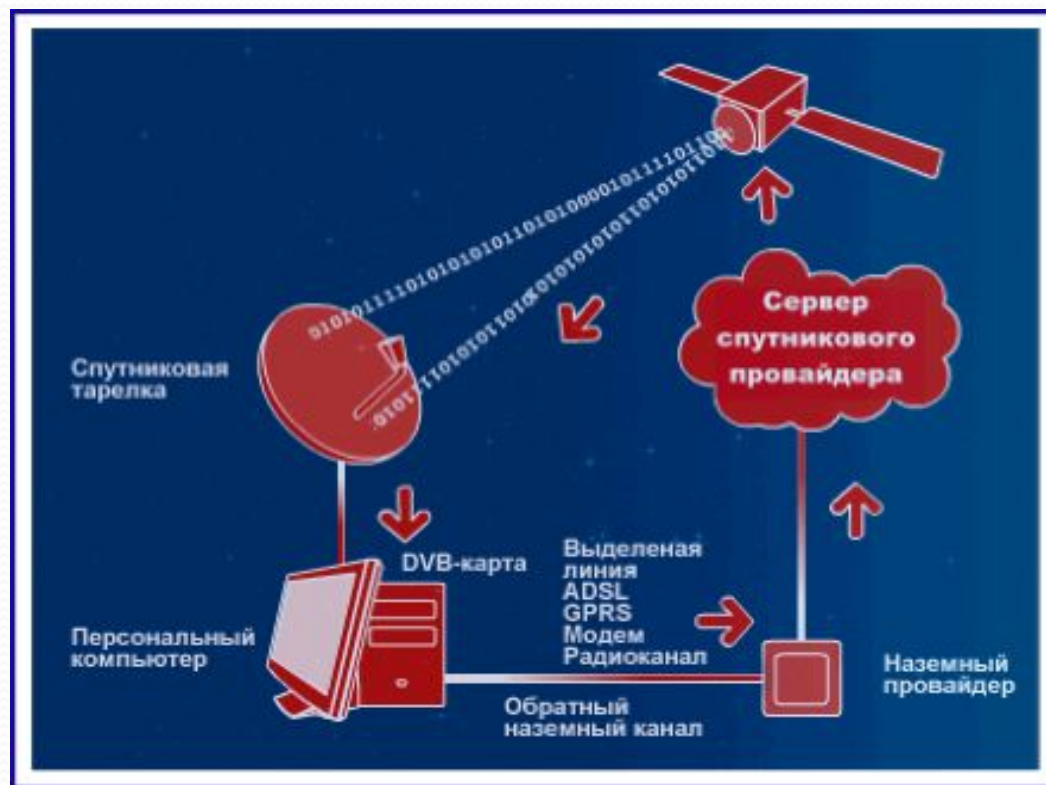 Сервер
спутникового
провайдера
Спутниковая
тарелка
DVB-карта
Выделеная
линия
ADSL
GPRS
Модем
Радиоканал
Персональный
компьютер
Наземный
провайдер
Обратный
наземный канал